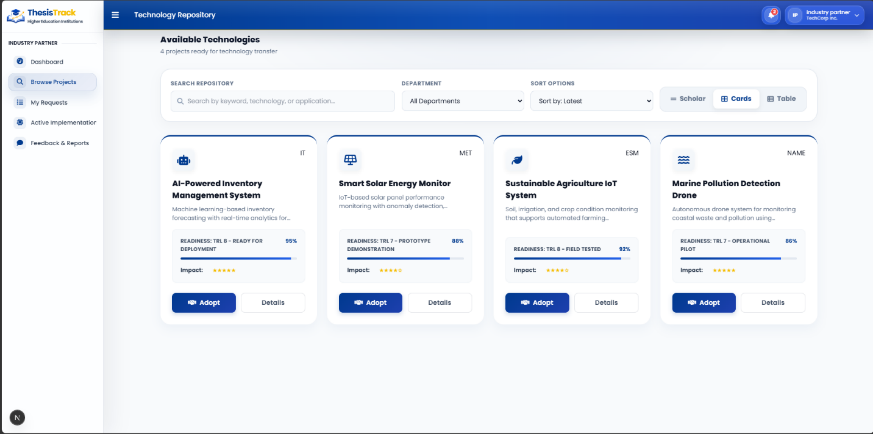 ThesisTrack
Higher Education Institutions
Technology Repository
Industry partner
TechCorp Inc.
IP
INDUSTRY PARTNER
Dashboard
Browse Projects
My Requests
Active Implementation
Feedback & Reports
Available Technologies
4 projects ready for technology transfer
SEARCH REPOSITORY
Search by keyword, technology, or application...
DEPARTMENT
All Departments
SORT OPTIONS
Sort by: Latest
Scholar
Cards
Table
IT
AI-Powered Inventory
Management System
Machine learning-based inventory
forecasting with real-time analytics for...
READINESS: TRL 8 - READY FOR
DEPLOYMENT
95%
Impact: ★★★★★
Adopt
Details
MET
Smart Solar Energy Monitor
IoT-based solar panel performance
monitoring with anomaly detection,...
READINESS: TRL 7 - PROTOTYPE
DEMONSTRATION
88%
Impact:
Adopt
Details
ESM
Sustainable Agriculture IoT
System
Soil, irrigation, and crop condition monitoring
that supports automated farming...
READINESS: TRL 8 - FIELD TESTED
92%
Impact:
Adopt
Details
NAME
Marine Pollution Detection
Drone
Autonomous drone system for monitoring
coastal waste and pollution using...
READINESS: TRL 7 - OPERATIONAL
PILOT
86%
Impact: ★★★★★
Adopt
Details
N